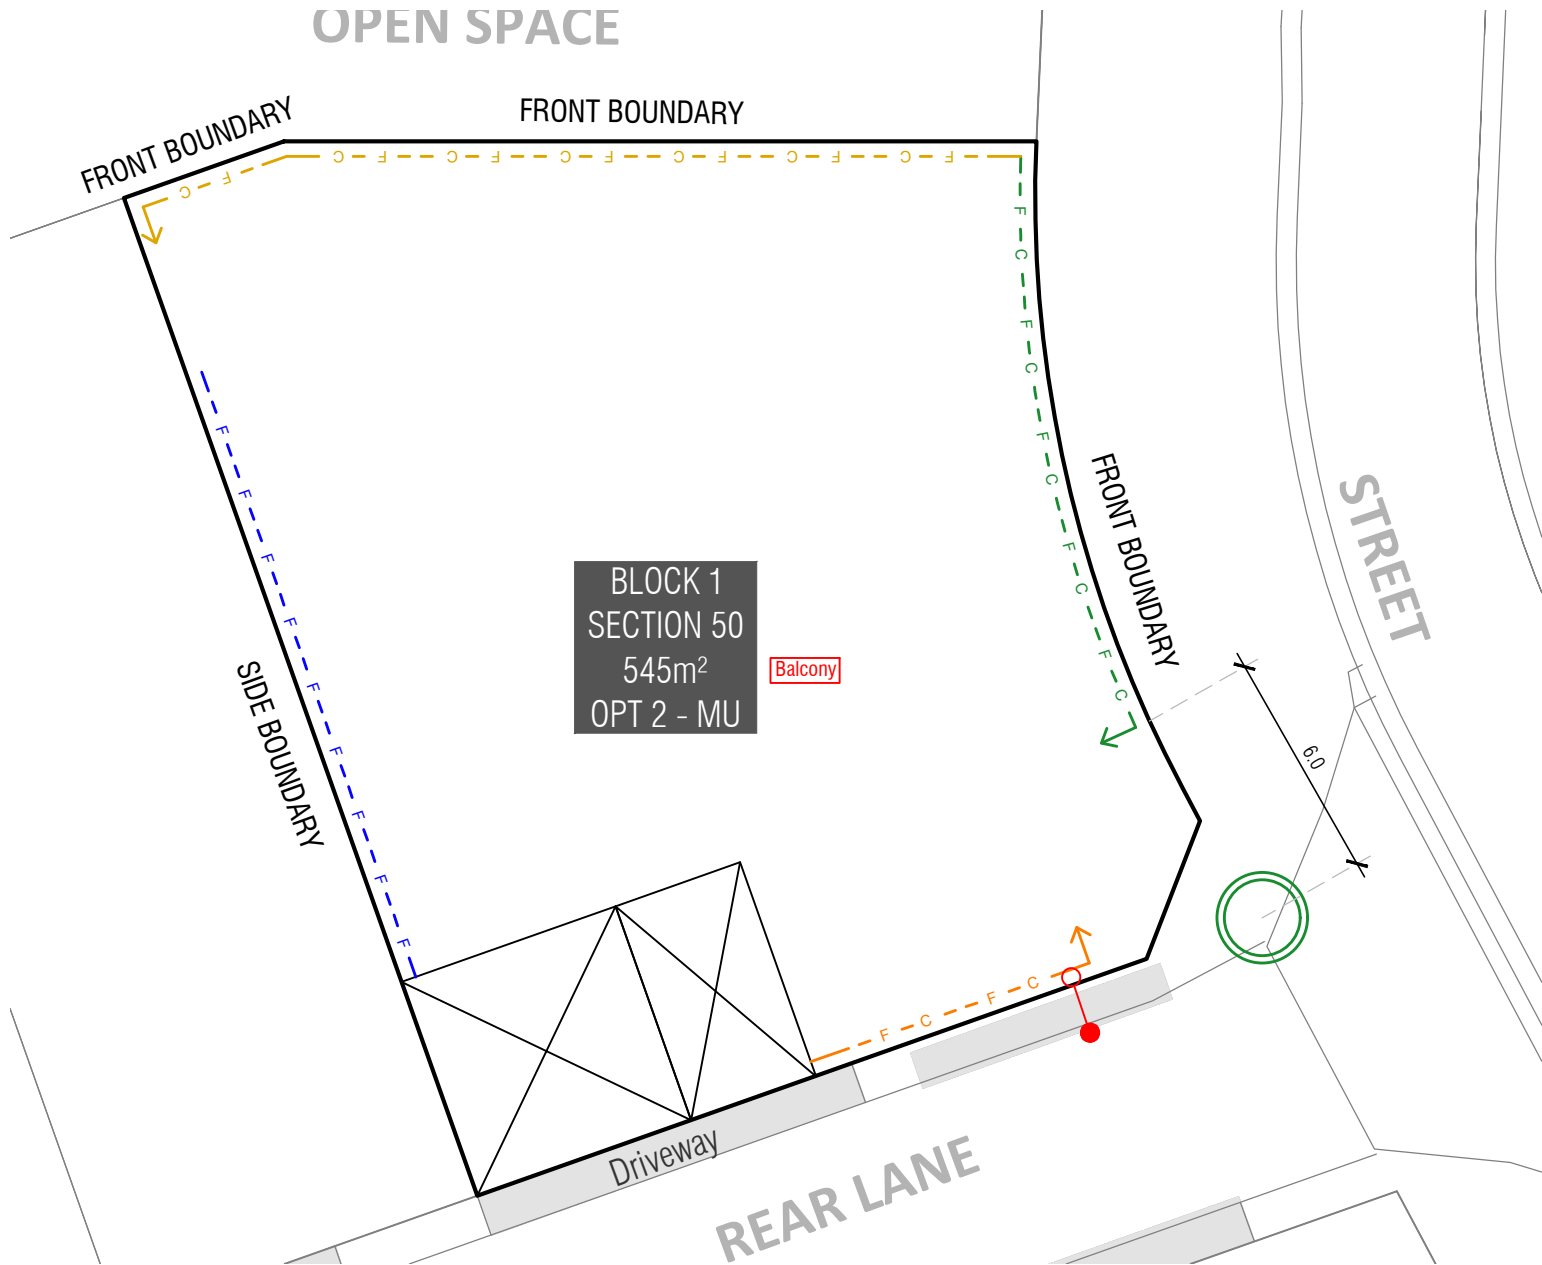 OPEN SPACE
FRONT BOUNDARY
FRONT BOUNDARY
C F C F C F C F C F C F
C F
F
C
F
C
F
C
F
C
F
C
FRONT BOUNDARY
STREET
F
F
F
F
F
F
F
F
F
SIDE BOUNDARY
BLOCK 1
SECTION 50
545m²
OPT 2 - MU
Balcony
6.0
F C F C
Driveway
REAR LANE